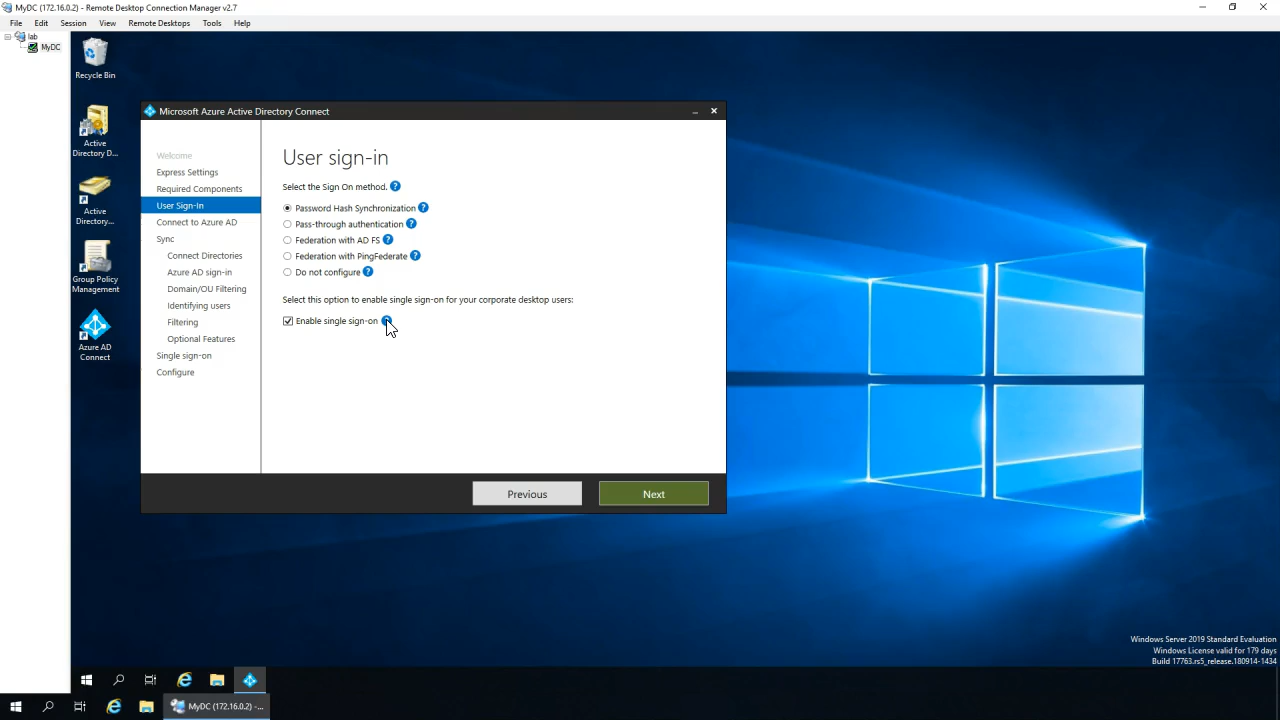 MyDC (172.16.0.2) - Remote Desktop Connection Manager v2.7
File Edit Session View Remote Desktops Tools Help
lab
MyDC
Recycle Bin
Active
Directory D...
Active
Directory...
Group Policy
Management
Azure AD
Connect
Microsoft Azure Active Directory Connect
Welcome
Express Settings
Required Components
User Sign-In
Connect to Azure AD
Sync
Connect Directories
Azure AD sign-in
Domain/OU Filtering
Identifying users
Filtering
Optional Features
Single sign-on
Configure
User sign-in
Select the Sign On method. ?
Password Hash Synchronization ?
Pass-through authentication ?
Federation with AD FS ?
Federation with PingFederate ?
Do not configure ?
Select this option to enable single sign-on for your corporate desktop users:
Enable single sign-on
Previous
Next
Windows Server 2019 Standard Evaluation
Windows License valid for 179 days
Build 17763.rs5_release.180914-1434
MyDC (172.16.0.2) -...